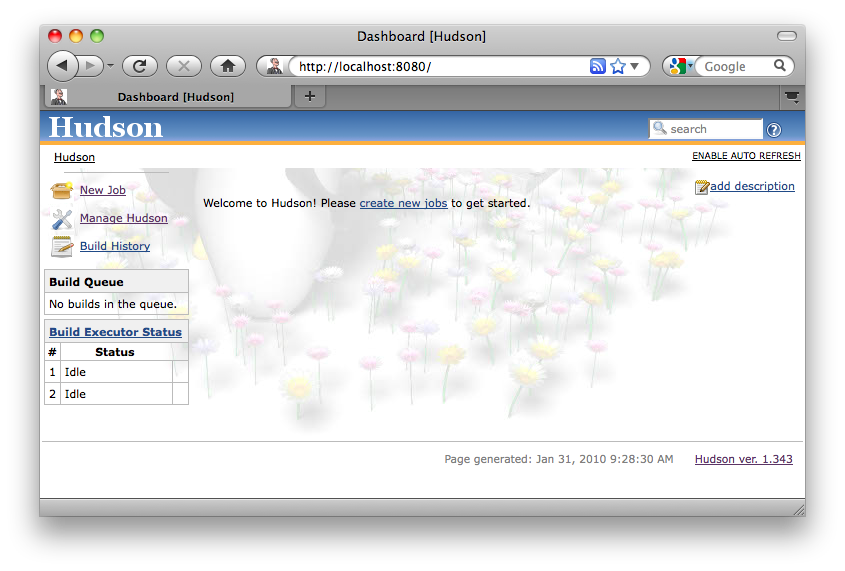 Dashboard [Hudson]
http://localhost:8080/
Google
Dashboard [Hudson]
Hudson
search
Hudson
ENABLE AUTO REFRESH
New Job
Manage Hudson
Build History
Welcome to Hudson! Please create new jobs to get started.
add description
Build Queue
No builds in the queue.
Build Executor Status
# Status
1 Idle
2 Idle
Page generated: Jan 31, 2010 9:28:30 AM Hudson ver. 1.343